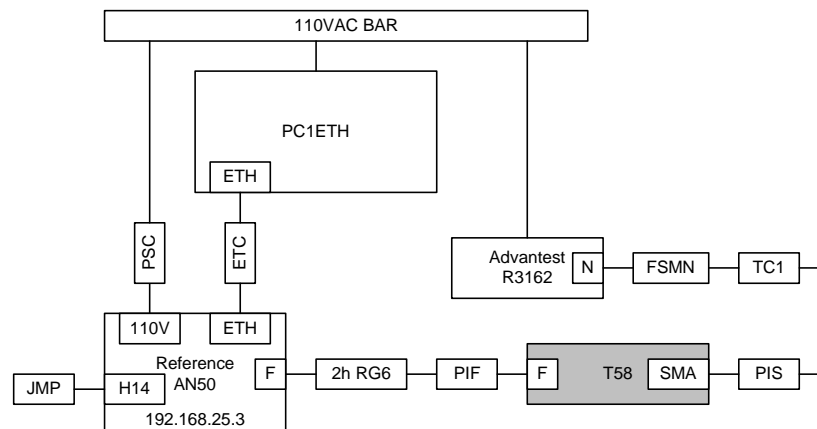 110VAC BAR
PC1ETH
ETH
PSC
ETC
Advantest
R3162
N
FSMN
TC1
110V
ETH
Reference
AN50
F
2h RG6
PIF
F
T58
SMA
PIS
JMP
H14
192.168.25.3